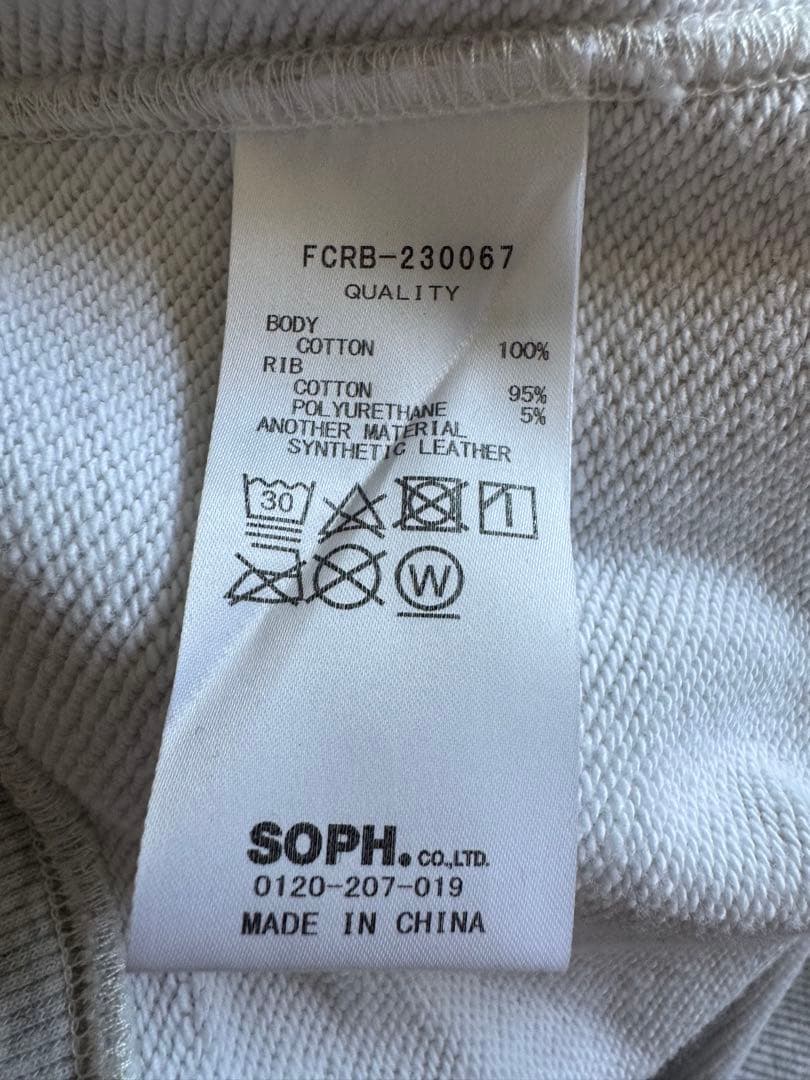 FCRB-230067
QUALITY
BODY
COTTON 100%
RIB
COTTON 95%
POLYURETHANE 5%
ANOTHER MATERIAL
SYNTHETIC LEATHER
30
W
SOPH. CO.,LTD.
0120-207-019
MADE IN CHINA